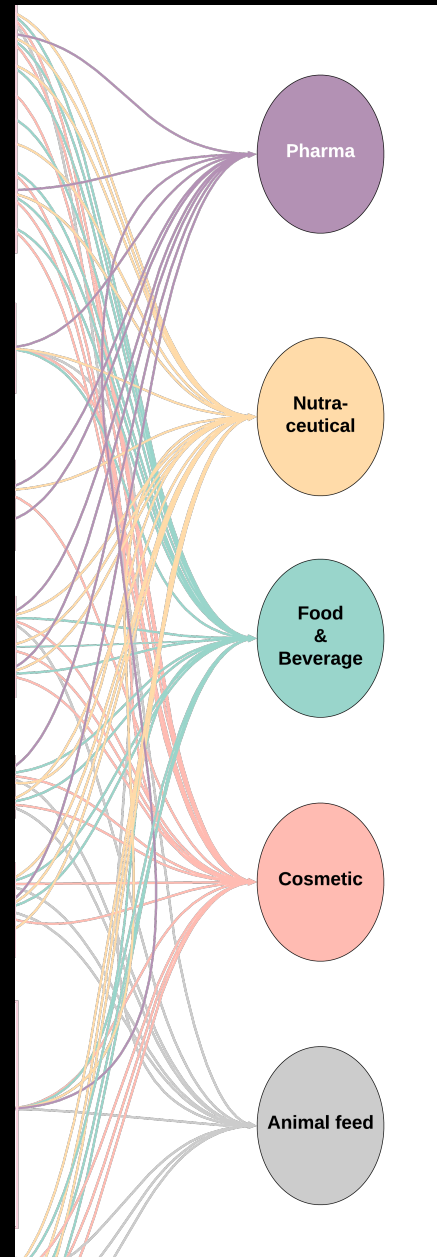 Pharma
Nutra-
ceutical
Food
&
Beverage
Cosmetic
Animal feed